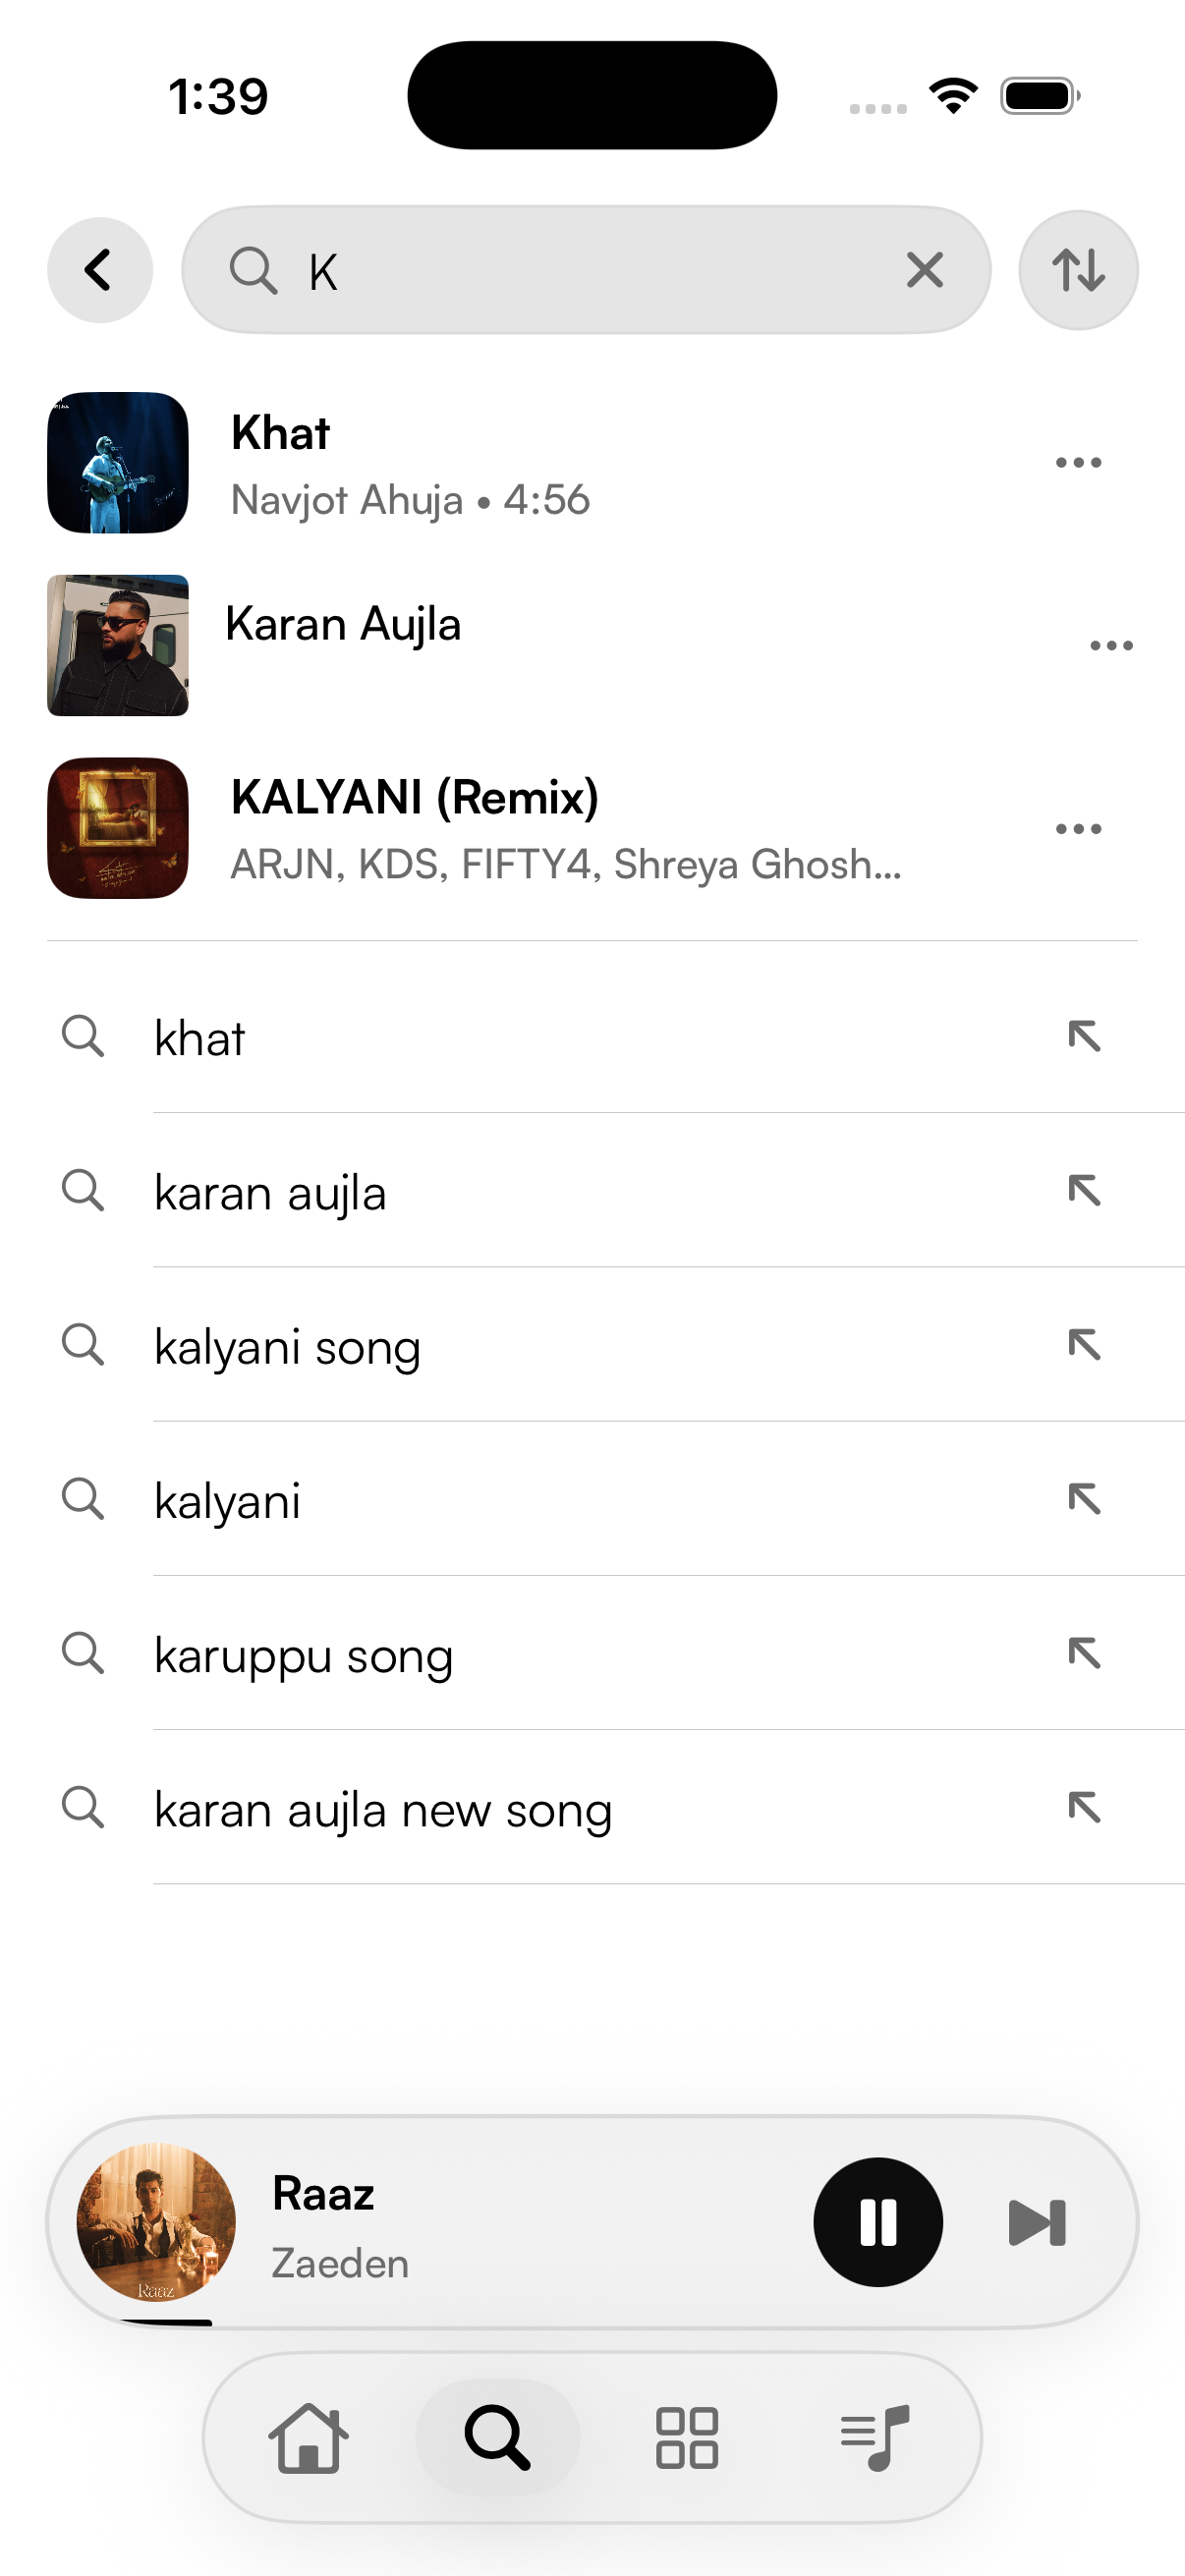 1:39
K
Khat
Navjot Ahuja • 4:56
Karan Aujla
KALYANI (Remix)
ARJN, KDS, FIFTY4, Shreya Ghosh...
khat
karan aujla
kalyani song
kalyani
karuppu song
karan aujla new song
Raaz
Raaz
Zaeden